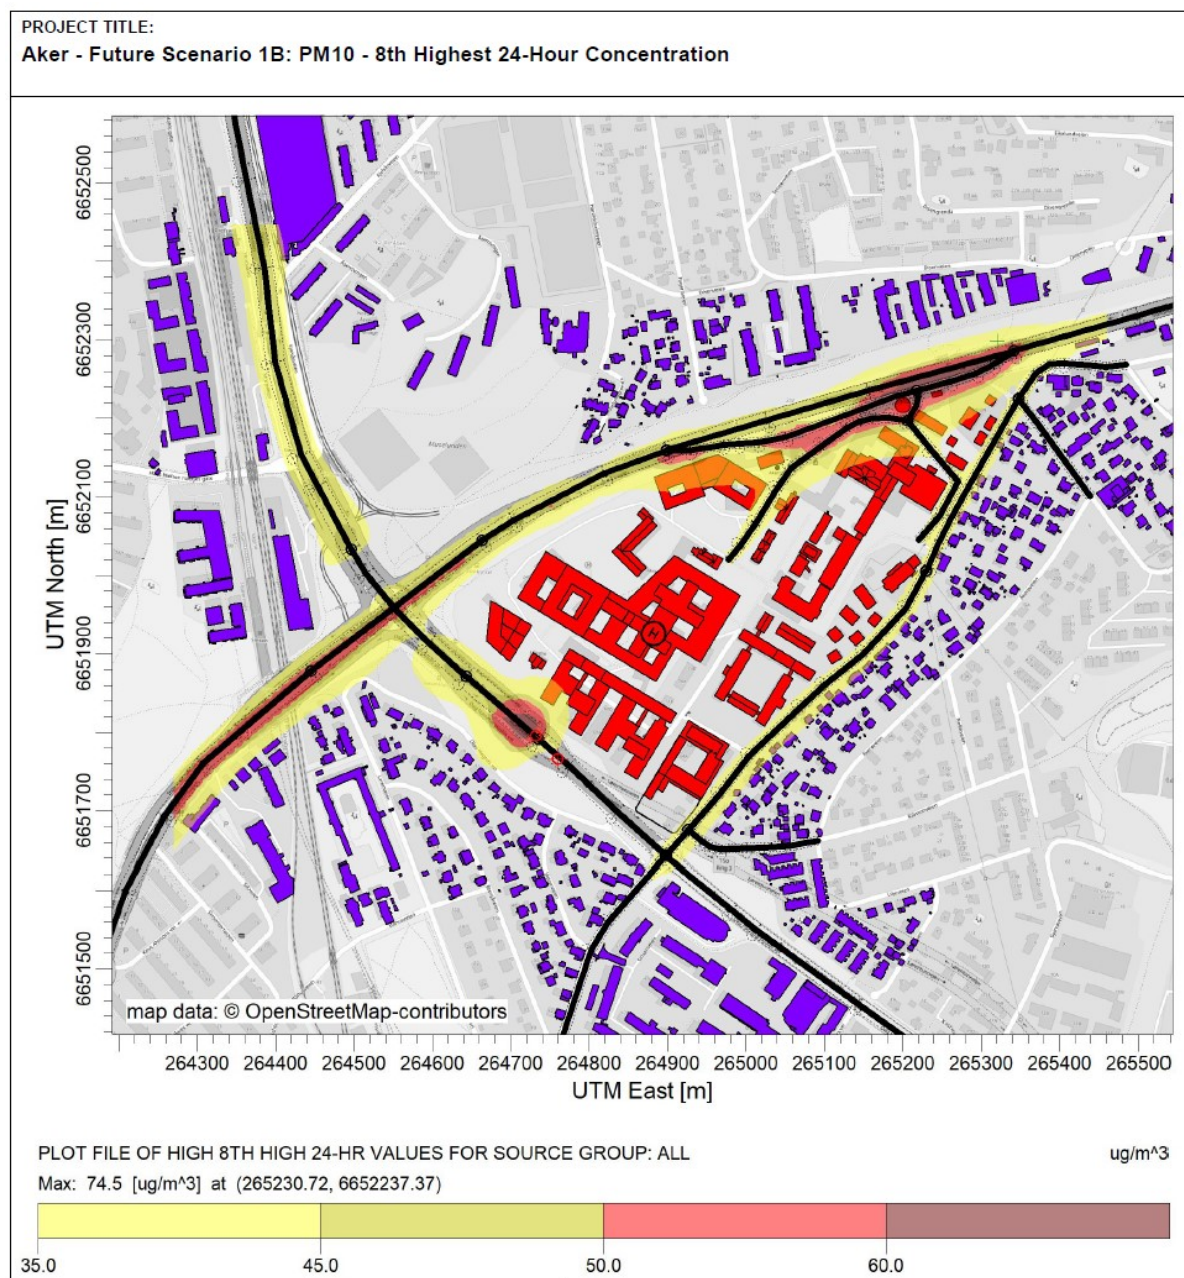 PROJECT TITLE:
Aker - Future Scenario 1B: PM10 - 8th Highest 24-Hour Concentration
UTM North [m]
6652500
6652300
6652100
6651900
6651700
6651500
H
map data: © OpenStreetMap-contributors
264300 264400 264500 264600 264700 264800 264900 265000 265100 265200 265300 265400 265500
UTM East [m]
PLOT FILE OF HIGH 8TH HIGH 24-HR VALUES FOR SOURCE GROUP: ALL ug/m^3
Max: 74.5 [ug/m^3] at (265230.72, 6652237.37)
35.0 45.0 50.0 60.0